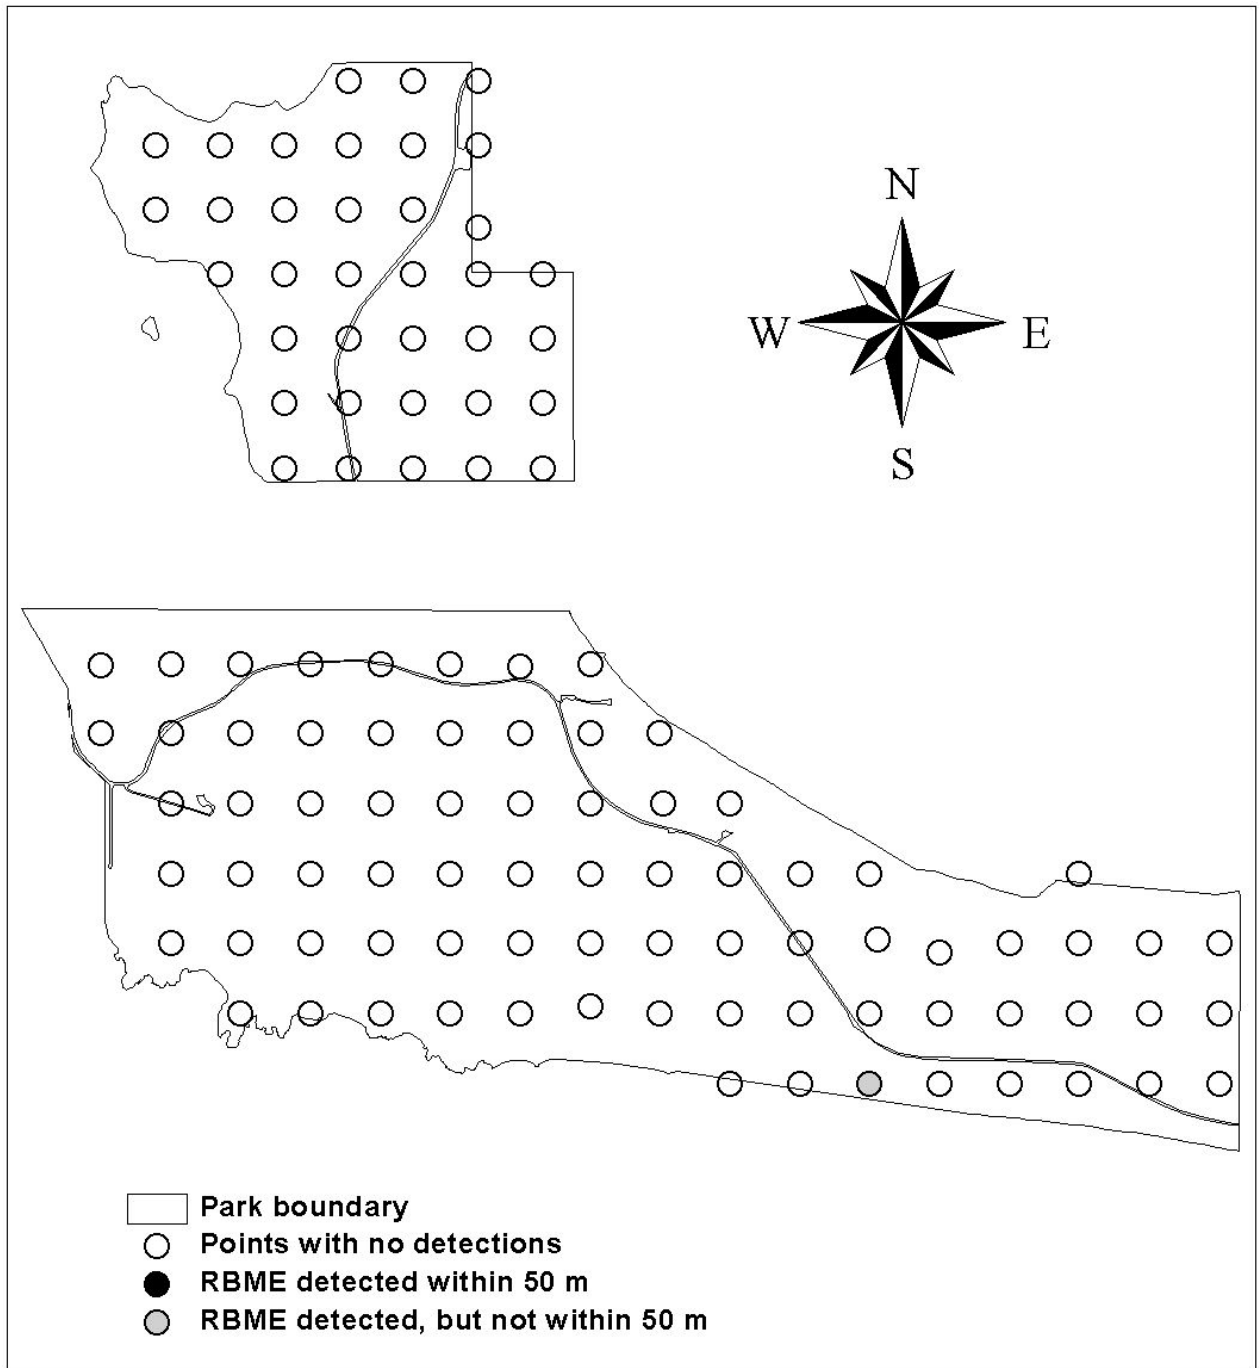 N
W E
S
Park boundary
Points with no detections
RBME detected within 50 m
RBME detected, but not within 50 m